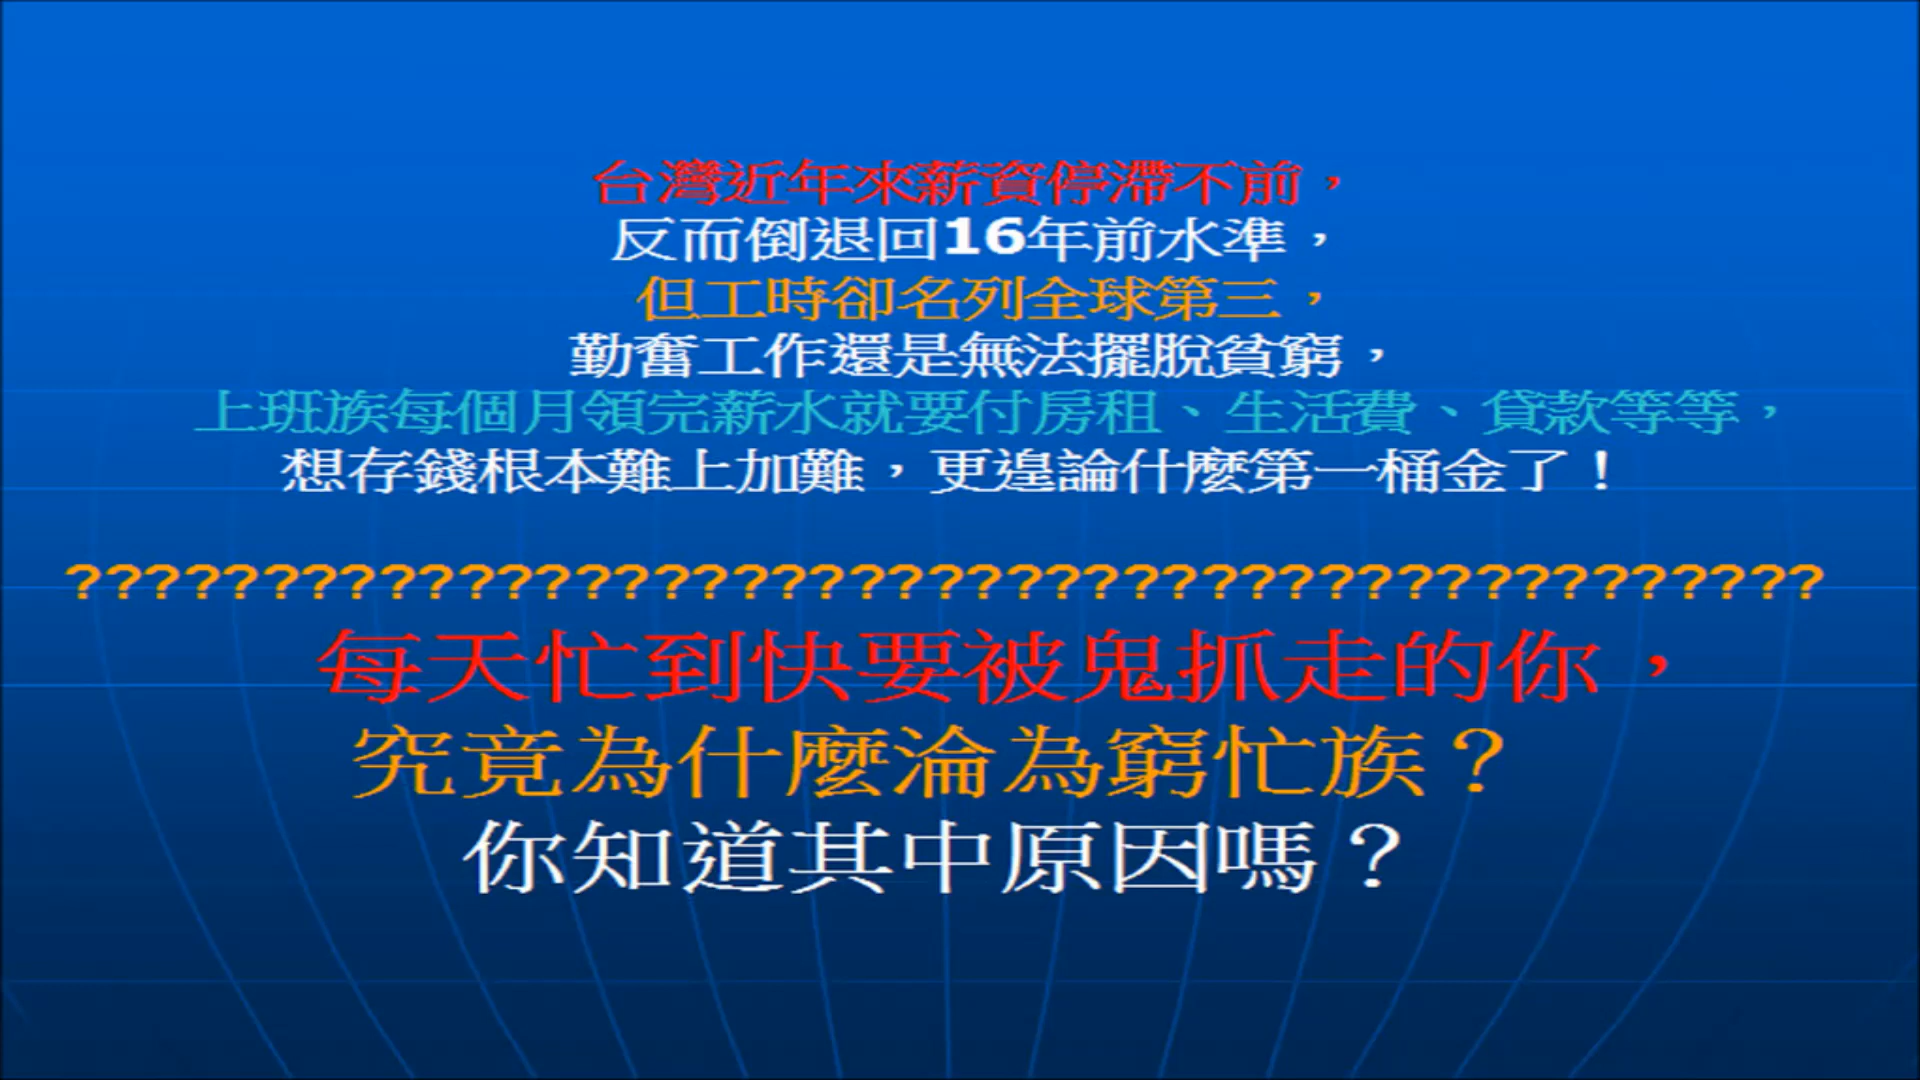 台灣近年來薪資停滯不前，
反而倒退回16年前水準，
但工時卻名列全球第三，
勤奮工作還是無法擺脫貧窮，
上班族每個月領完薪水就要付房租、生活費、貸款等等，
想存錢根本難上加難，更遑論什麼第一桶金了！
?????????????????????????????????????????????
每天忙到快要被鬼抓走的你，
究竟為什麼淪為窮忙族？
你知道其中原因嗎？